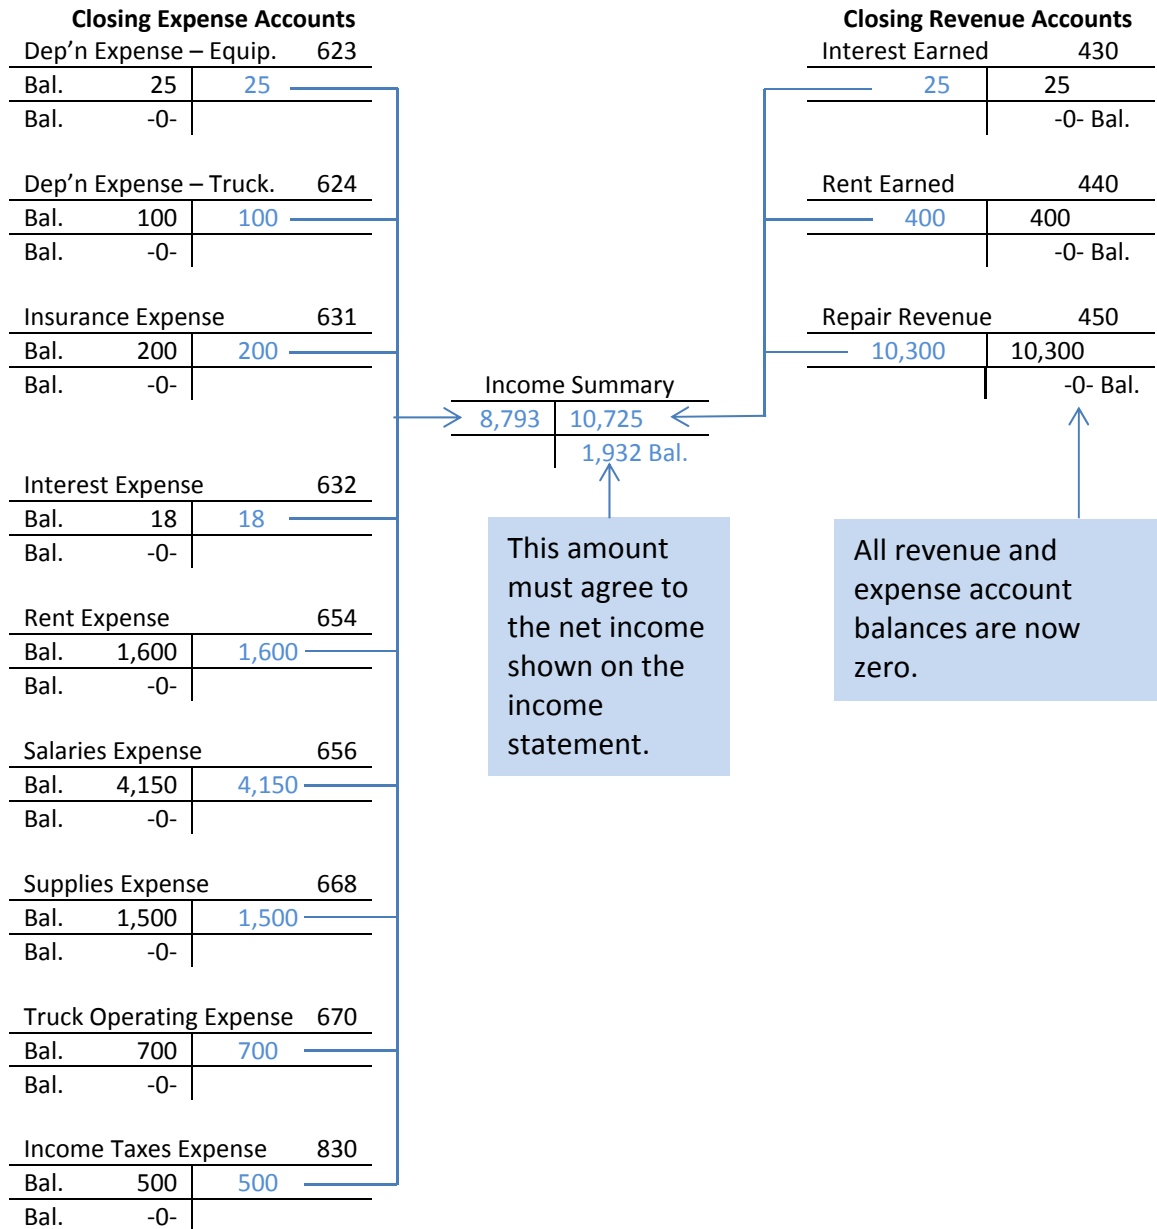 Closing Expense Accounts
Dep'n Expense – Equip. 623
Bal. 25 25
Bal. -0-
Dep'n Expense – Truck. 624
Bal. 100 100
Bal. -0-
Insurance Expense 631
Bal. 200 200
Bal. -0-
Interest Expense 632
Bal. 18 18
Bal. -0-
Rent Expense 654
Bal. 1,600 1,600
Bal. -0-
Salaries Expense 656
Bal. 4,150 4,150
Bal. -0-
Supplies Expense 668
Bal. 1,500 1,500
Bal. -0-
Truck Operating Expense 670
Bal. 700 700
Bal. -0-
Income Taxes Expense 830
Bal. 500 500
Bal. -0-
Income Summary
8,793 10,725
1,932 Bal.
This amount
must agree to
the net income
shown on the
income
statement.
Closing Revenue Accounts
Interest Earned 430
25 25
-0- Bal.
Rent Earned 440
400 400
-0- Bal.
Repair Revenue 450
10,300 10,300
-0- Bal.
All revenue and
expense account
balances are now
zero.